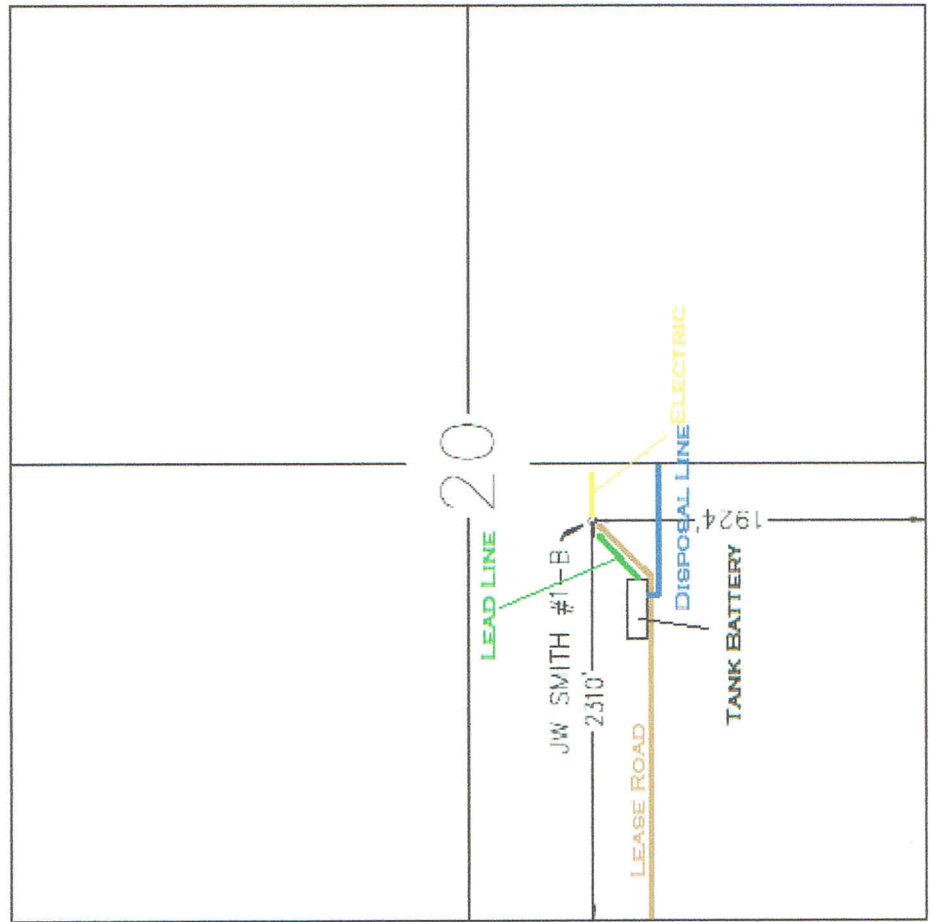 20
ELECTRIC
DISPOSAL LINE
1924'
LEAD LINE
JW SMITH #1-B
2310'
TANK BATTERY
LEASE ROAD